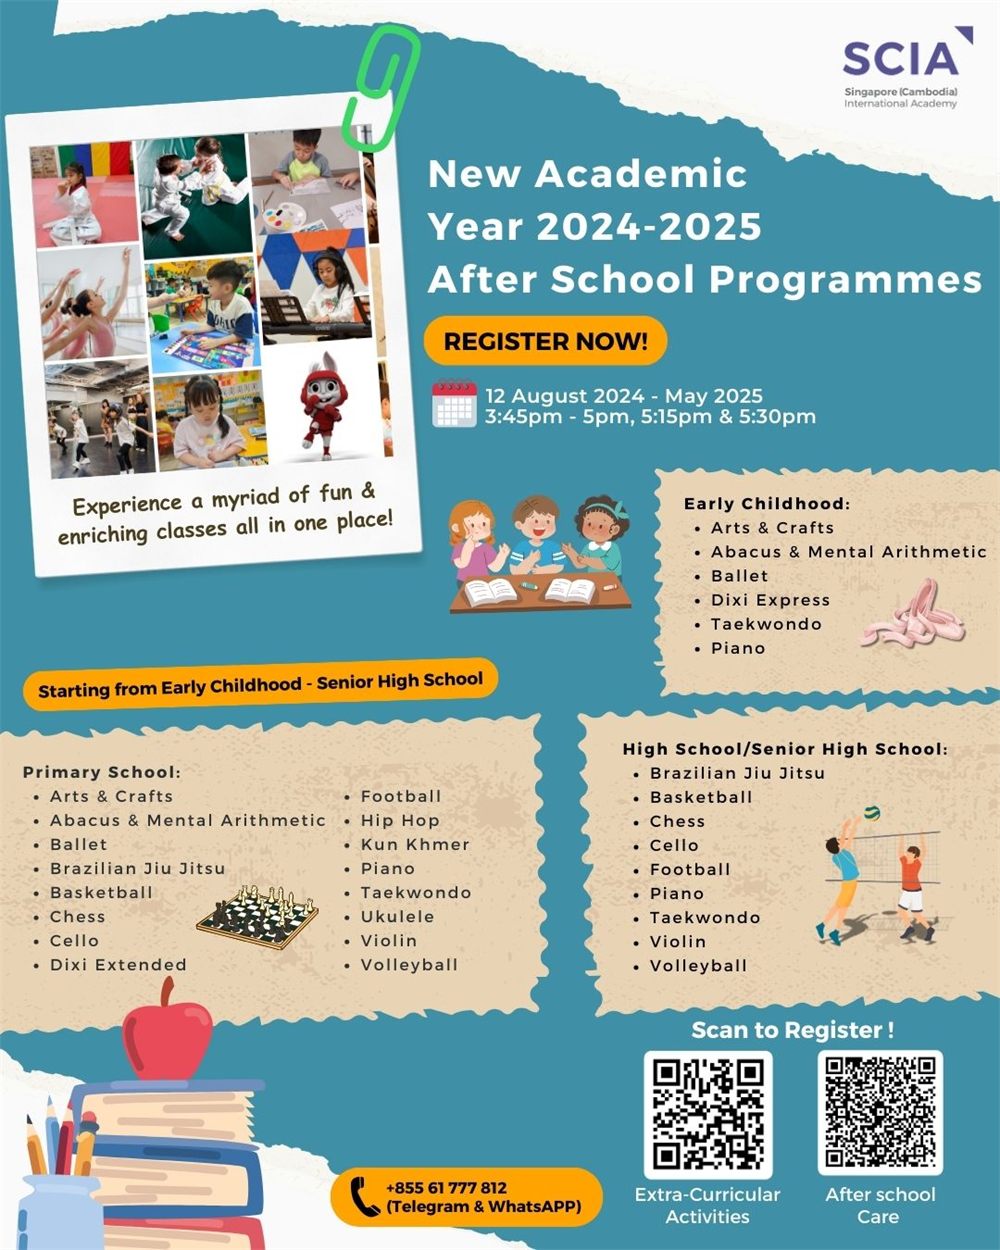 SCIA
Singapore (Cambodia)
International Academy
New Academic
Year 2024-2025
After School Programmes
REGISTER NOW!
12 August 2024 - May 2025
3:45pm - 5pm, 5:15pm & 5:30pm
Experience a myriad of fun &
enriching classes all in one place!
Early Childhood:
• Arts & Crafts
• Abacus & Mental Arithmetic
• Ballet
• Dixi Express
• Taekwondo
• Piano
Starting from Early Childhood - Senior High School
Primary School:
• Arts & Crafts
• Abacus & Mental Arithmetic
• Ballet
• Brazilian Jiu Jitsu
• Basketball
• Chess
• Cello
• Dixi Extended
• Football
• Hip Hop
• Kun Khmer
• Piano
• Taekwondo
• Ukulele
• Violin
• Volleyball
High School/Senior High School:
• Brazilian Jiu Jitsu
• Basketball
• Chess
• Cello
• Football
• Piano
• Taekwondo
• Violin
• Volleyball
Scan to Register !
Extra-Curricular
Activities
After school
Care
+855 61 777 812
(Telegram & WhatsAPP)